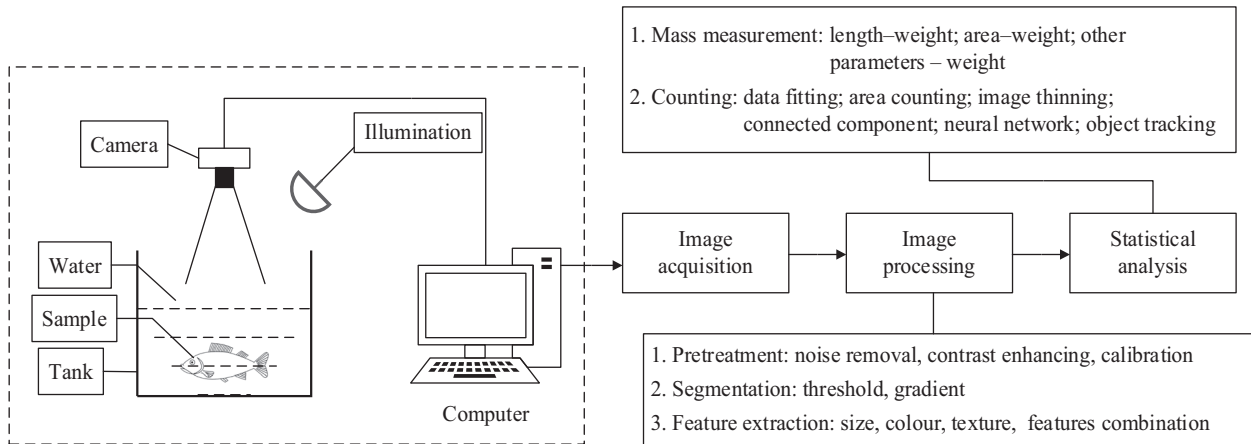 Camera
Illumination
Water
Sample
Tank
Computer
1. Mass measurement: length–weight; area–weight; other
parameters – weight
2. Counting: data fitting; area counting; image thinning;
connected component; neural network; object tracking
Image
acquisition
Image
processing
Statistical
analysis
1. Pretreatment: noise removal, contrast enhancing, calibration
2. Segmentation: threshold, gradient
3. Feature extraction: size, colour, texture, features combination